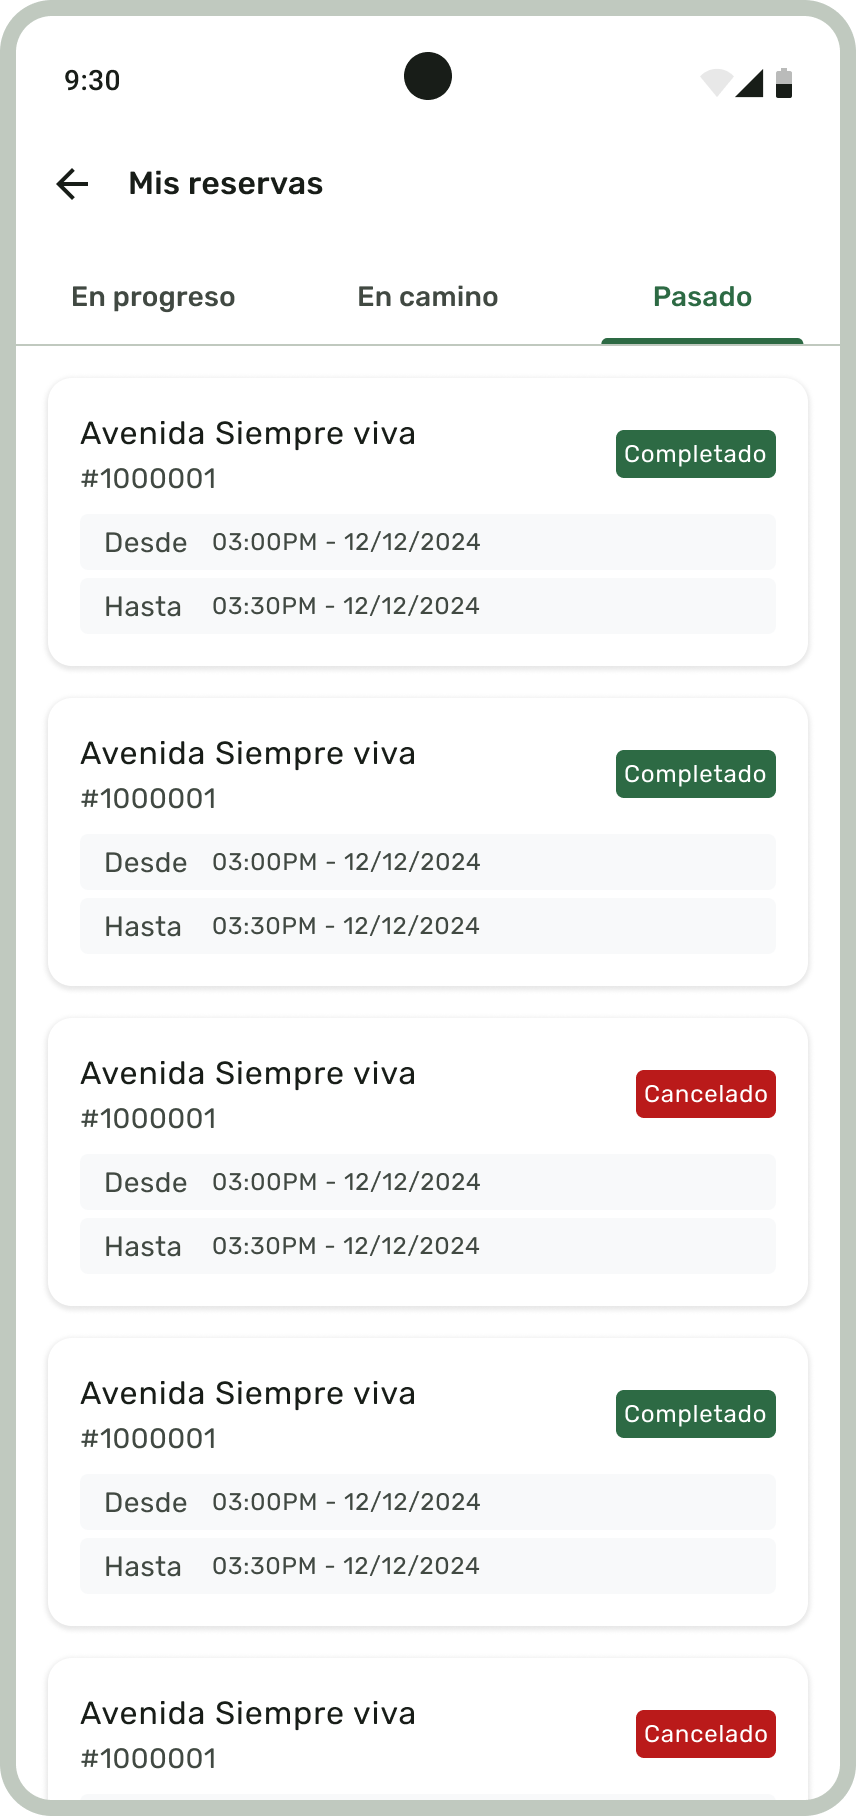 9:30
Mis reservas
En progreso En camino Pasado
Avenida Siempre viva
Completado
#1000001
Desde 03:00PM - 12/12/2024
Hasta 03:30PM - 12/12/2024
Avenida Siempre viva
Completado
#1000001
Desde 03:00PM - 12/12/2024
Hasta 03:30PM - 12/12/2024
Avenida Siempre viva
Cancelado
#1000001
Desde 03:00PM - 12/12/2024
Hasta 03:30PM - 12/12/2024
Avenida Siempre viva
Completado
#1000001
Desde 03:00PM - 12/12/2024
Hasta 03:30PM - 12/12/2024
Avenida Siempre viva
Cancelado
#1000001